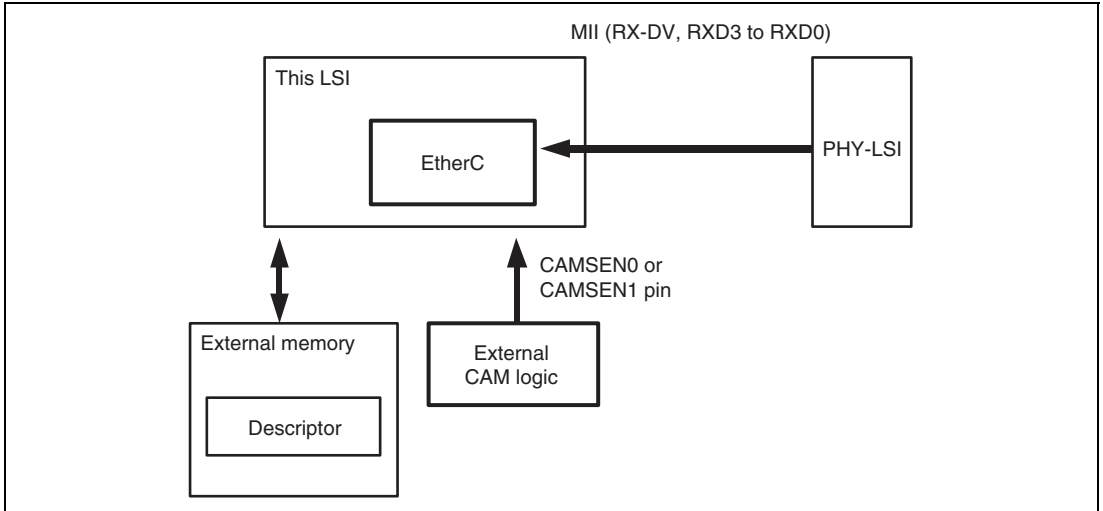 MII (RX-DV, RXD3 to RXD0)
This LSI
EtherC
PHY-LSI
CAMSEN0 or
CAMSEN1 pin
External memory
External
CAM logic
Descriptor